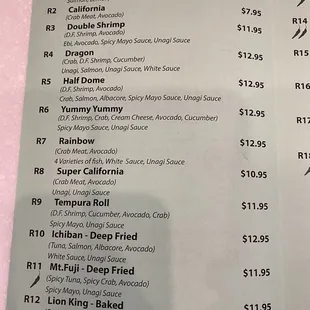 R2 California $7.95
(Crab Meat, Avocado)
R3 Double Shrimp $11.95
(D.F. Shrimp, Avocado)
Ebi, Avocado, Spicy Mayo Sauce, Unagi Sauce
R4 Dragon $12.95
(Crab, D.F. Shrimp, Cucumber)
Unagi, Salmon, Unagi Sauce, White Sauce
R5 Half Dome $12.95
(D.F. Shrimp, Avocado)
Crab, Salmon, Albacore, Spicy Mayo Sauce, Unagi Sauce
R6 Yummy Yummy $12.95
(D.F. Shrimp, Crab, Cream Cheese, Avocado, Cucumber)
Spicy Mayo Sauce, Unagi Sauce
R7 Rainbow $12.95
(Crab Meat, Avocado)
4 Varieties of fish, White Sauce, Unagi Sauce
R8 Super California $10.95
(Crab Meat, Avocado)
Unagi, Unagi Sauce
R9 Tempura Roll $11.95
(D.F. Shrimp, Cucumber, Avocado, Crab)
Spicy Mayo, Unagi Sauce
R10 Ichiban - Deep Fried $12.95
(Tuna, Salmon, Albacore, Avocado)
White Sauce, Unagi Sauce
R11 Mt.Fuji - Deep Fried $11.95
(Spicy Tuna, Spicy Crab, Avocado)
Spicy Mayo, Unagi Sauce
R12 Lion King - Baked $11.95
R14
R15
R16